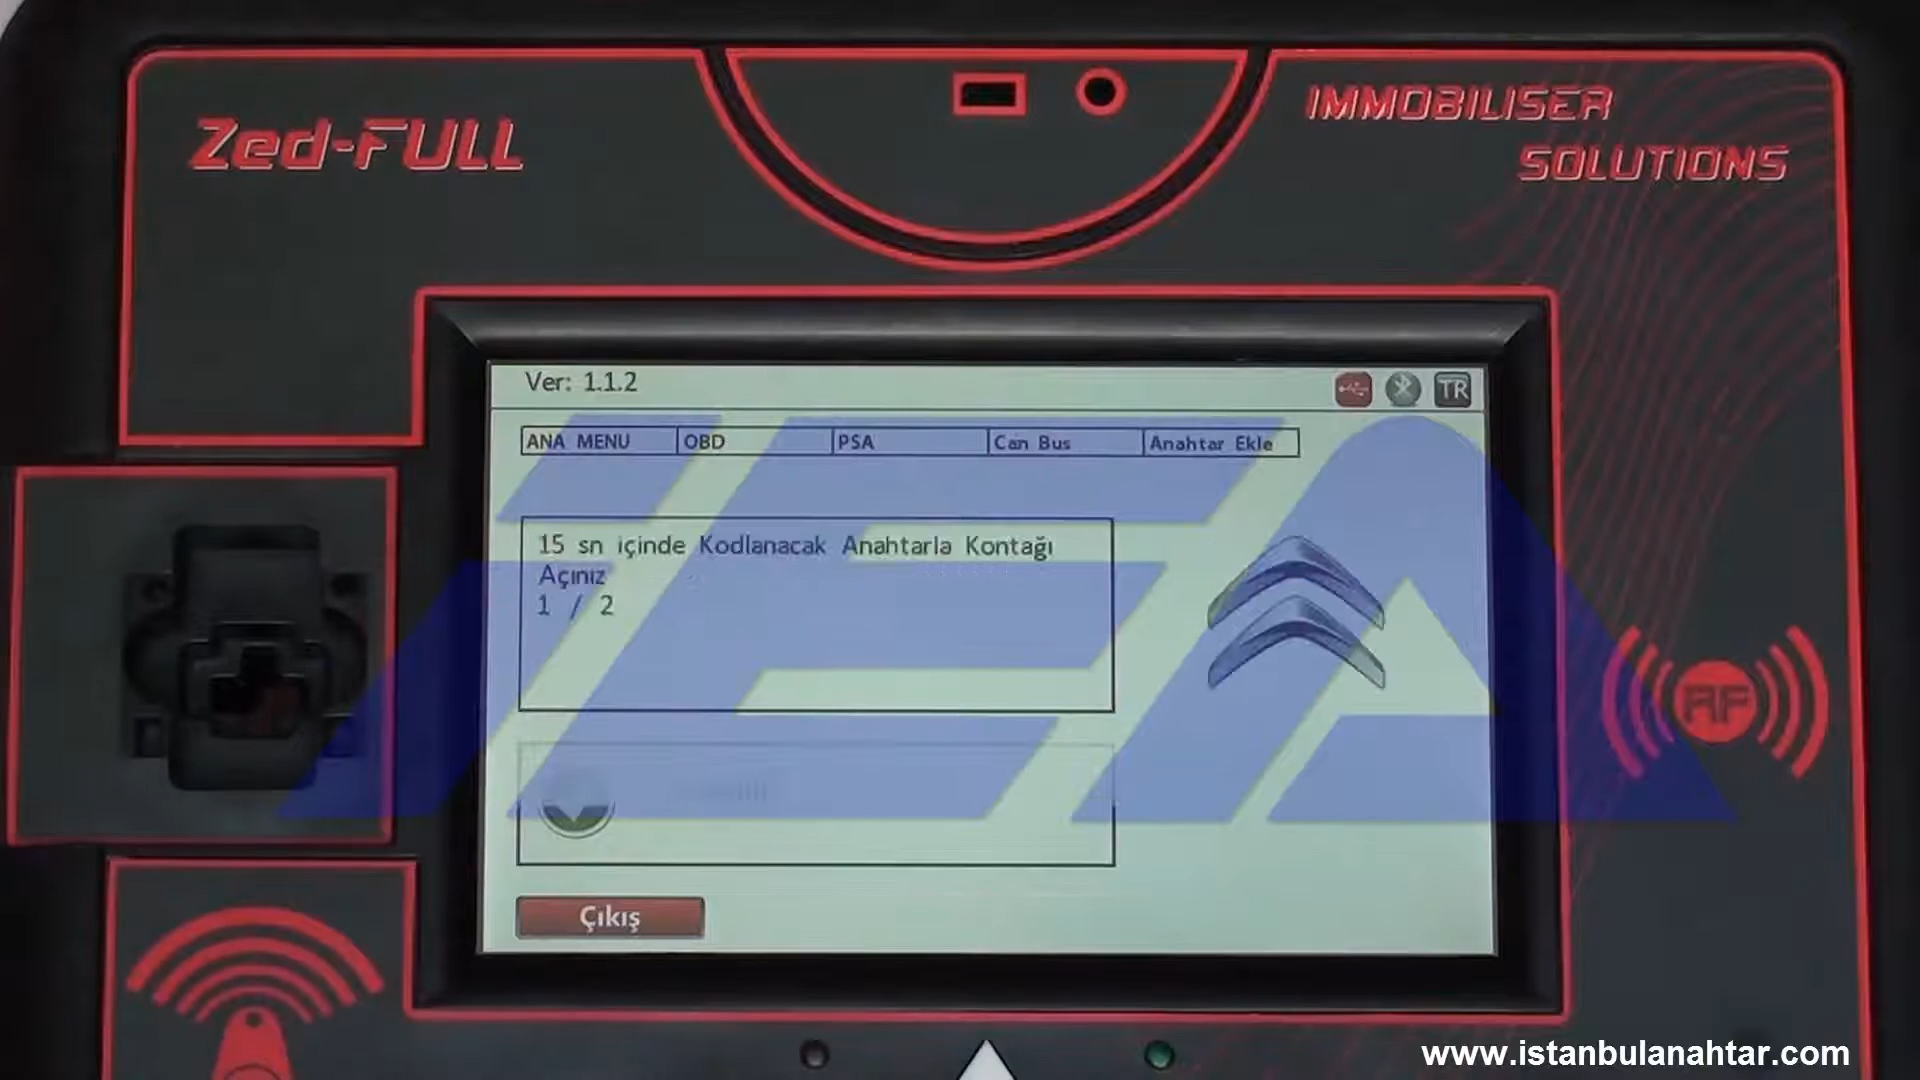 Zed-FULL
IMMOBILISER
SOLUTIONS
Ver: 1.1.2
TR
ANA MENU
OBD
PSA
Can Bus
Anahtar Ekle
15 sn içinde Kodlanacak Anahtarla Kontağı
Açınız
1 / 2
İEA
RF
Çıkış
www.istanbulanahtar.com